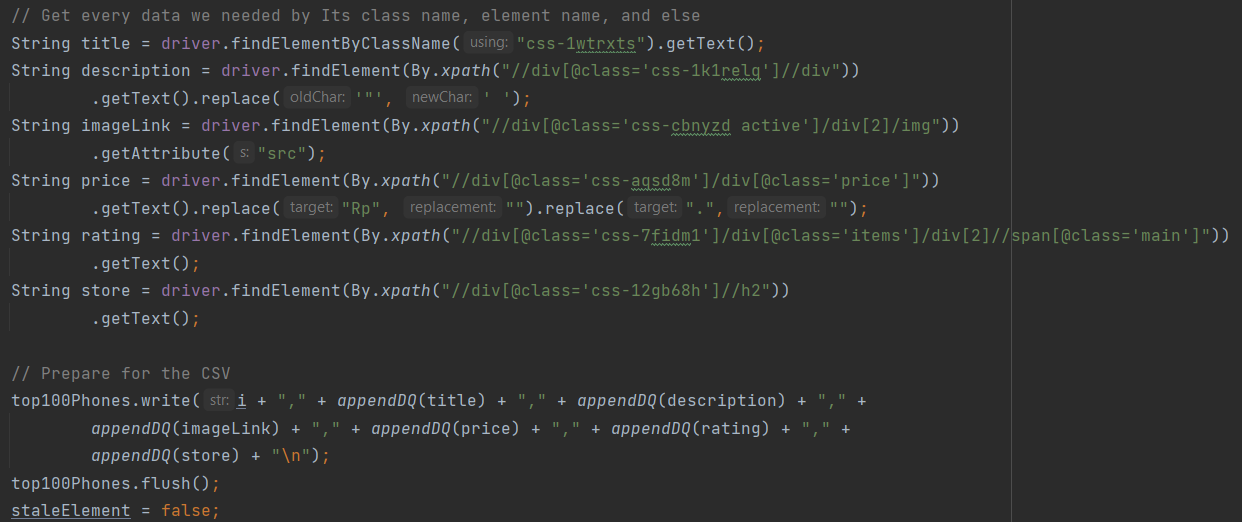 // Get every data we needed by Its class name, element name, and else
String title = driver.findElementByClassName( using: "css-1wtrxts").getText();
String description = driver.findElement(By.xpath("//div[@class='css-1k1relq']//div"))
.getText().replace( oldChar: '"', newChar: ' ');
String imageLink = driver.findElement(By.xpath("//div[@class='css-cbnyzd active']/div[2]/img"))
.getAttribute( s: "src");
String price = driver.findElement(By.xpath("//div[@class='css-aqsd8m']/div[@class='price']"))
.getText().replace( target: "Rp", replacement: "").replace( target: ".", replacement: "");
String rating = driver.findElement(By.xpath("//div[@class='css-7fidm1']/div[@class='items']/div[2]//span[@class='main']"))
.getText();
String store = driver.findElement(By.xpath("//div[@class='css-12gb68h']//h2"))
.getText();
// Prepare for the CSV
top100Phones.write( str: i + "," + appendDQ(title) + "," + appendDQ(description) + "," +
appendDQ(imageLink) + "," + appendDQ(price) + "," + appendDQ(rating) + "," +
appendDQ(store) + "\n");
top100Phones.flush();
staleElement = false;